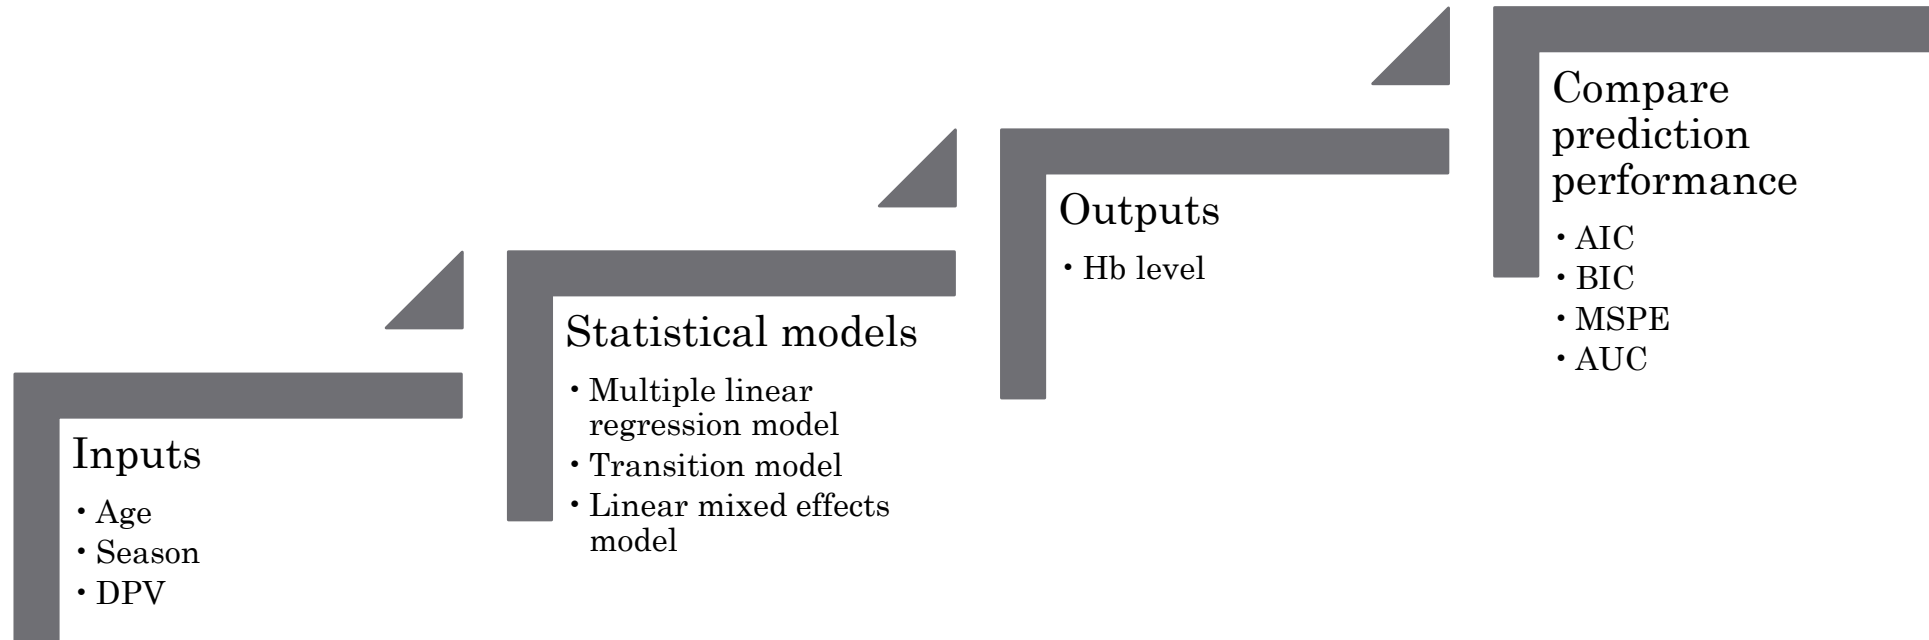 Inputs
• Age
• Season
• DPV
Statistical models
• Multiple linear
regression model
• Transition model
• Linear mixed effects
model
Outputs
• Hb level
Compare
prediction
performance
• AIC
• BIC
• MSPE
• AUC